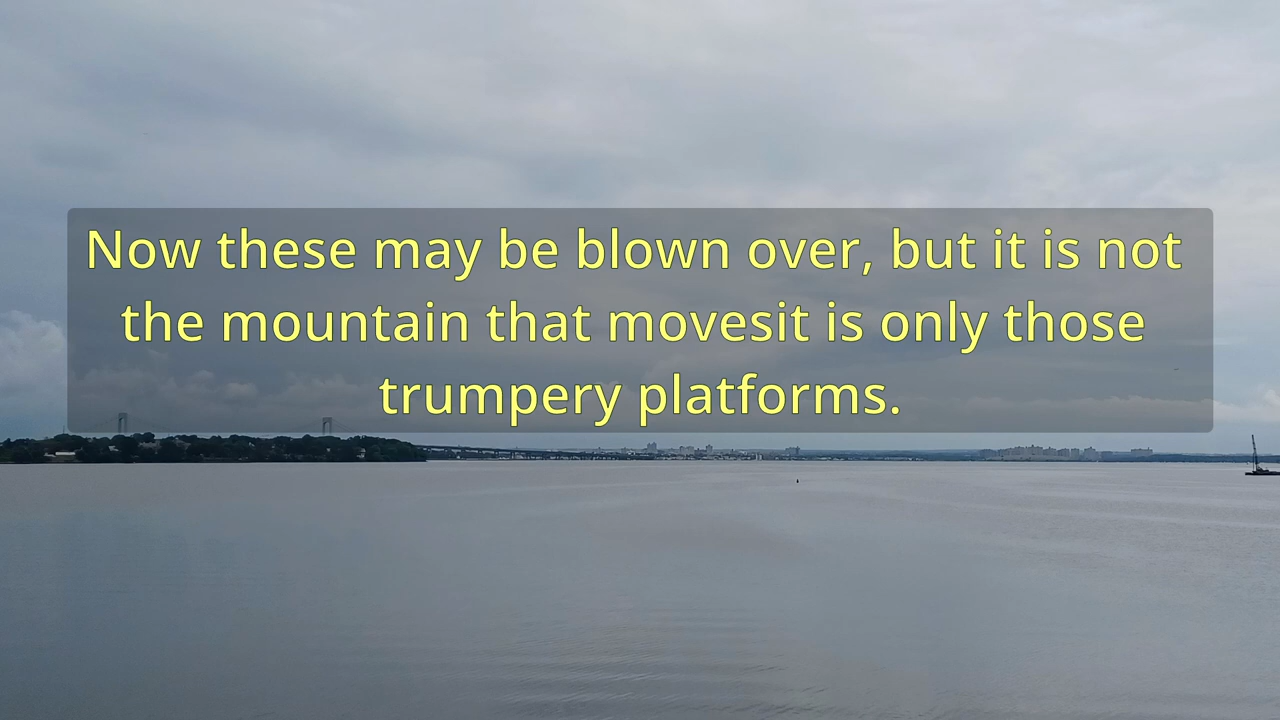 Now these may be blown over, but it is not
the mountain that movesit is only those
trumpery platforms.